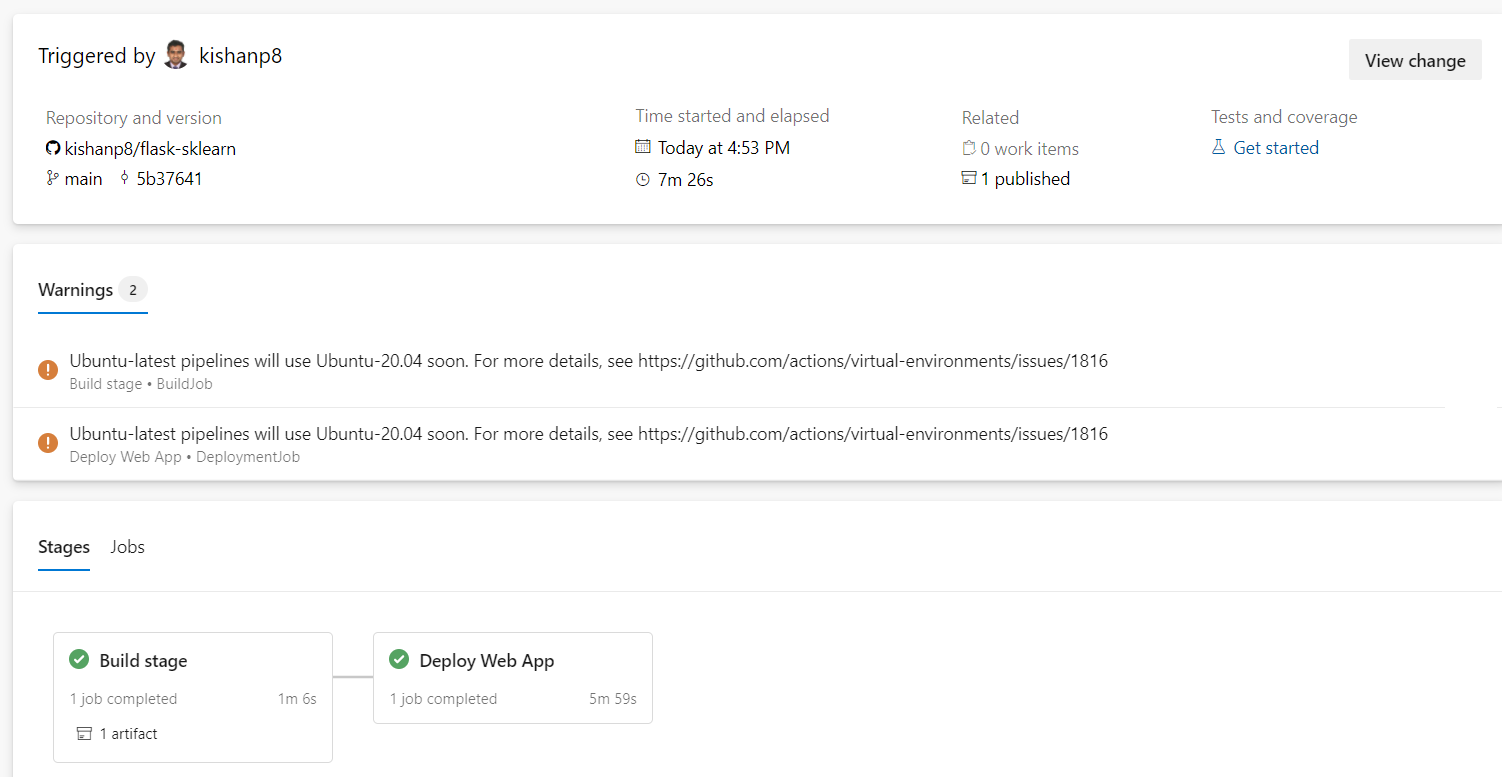 Triggered by kishanp8
View change
Repository and version
kishanp8/flask-sklearn
main 5b37641
Time started and elapsed
Today at 4:53 PM
7m 26s
Related
0 work items
1 published
Tests and coverage
Get started
Warnings 2
Ubuntu-latest pipelines will use Ubuntu-20.04 soon. For more details, see https://github.com/actions/virtual-environments/issues/1816
Build stage • BuildJob
Ubuntu-latest pipelines will use Ubuntu-20.04 soon. For more details, see https://github.com/actions/virtual-environments/issues/1816
Deploy Web App • DeploymentJob
Stages Jobs
Build stage
1 job completed 1m 6s
1 artifact
Deploy Web App
1 job completed 5m 59s